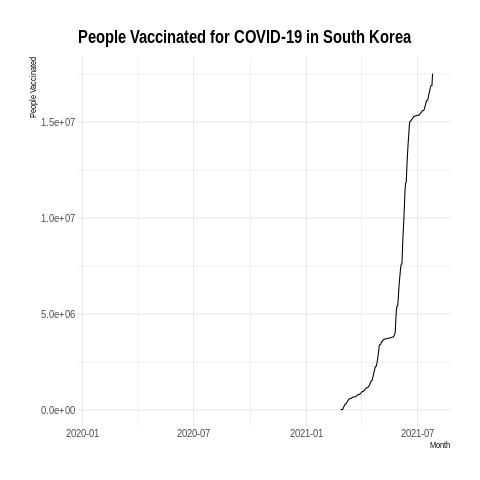 People Vaccinated for COVID-19 in South Korea
People Vaccinated
1.5e+07
1.0e+07
5.0e+06
0.0e+00
2020-01 2020-07 2021-01 2021-07
Month